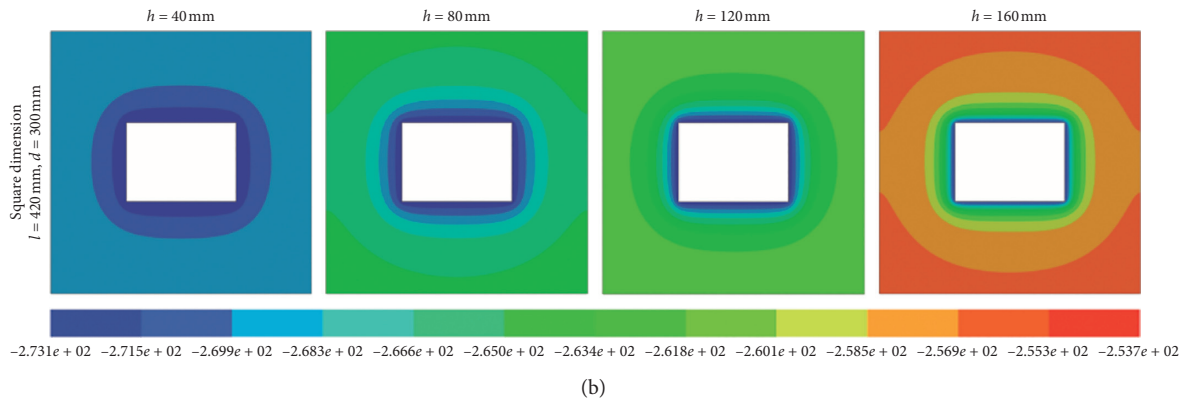 h = 40 mm
h = 80 mm
h = 120 mm
h = 160 mm
Square dimension
l = 420 mm, d = 300 mm
−2.731e + 02 −2.715e + 02 −2.699e + 02 −2.683e + 02 −2.666e + 02 −2.650e + 02 −2.634e + 02 −2.618e + 02 −2.601e + 02 −2.585e + 02 −2.569e + 02 −2.553e + 02 −2.537e + 02
(b)